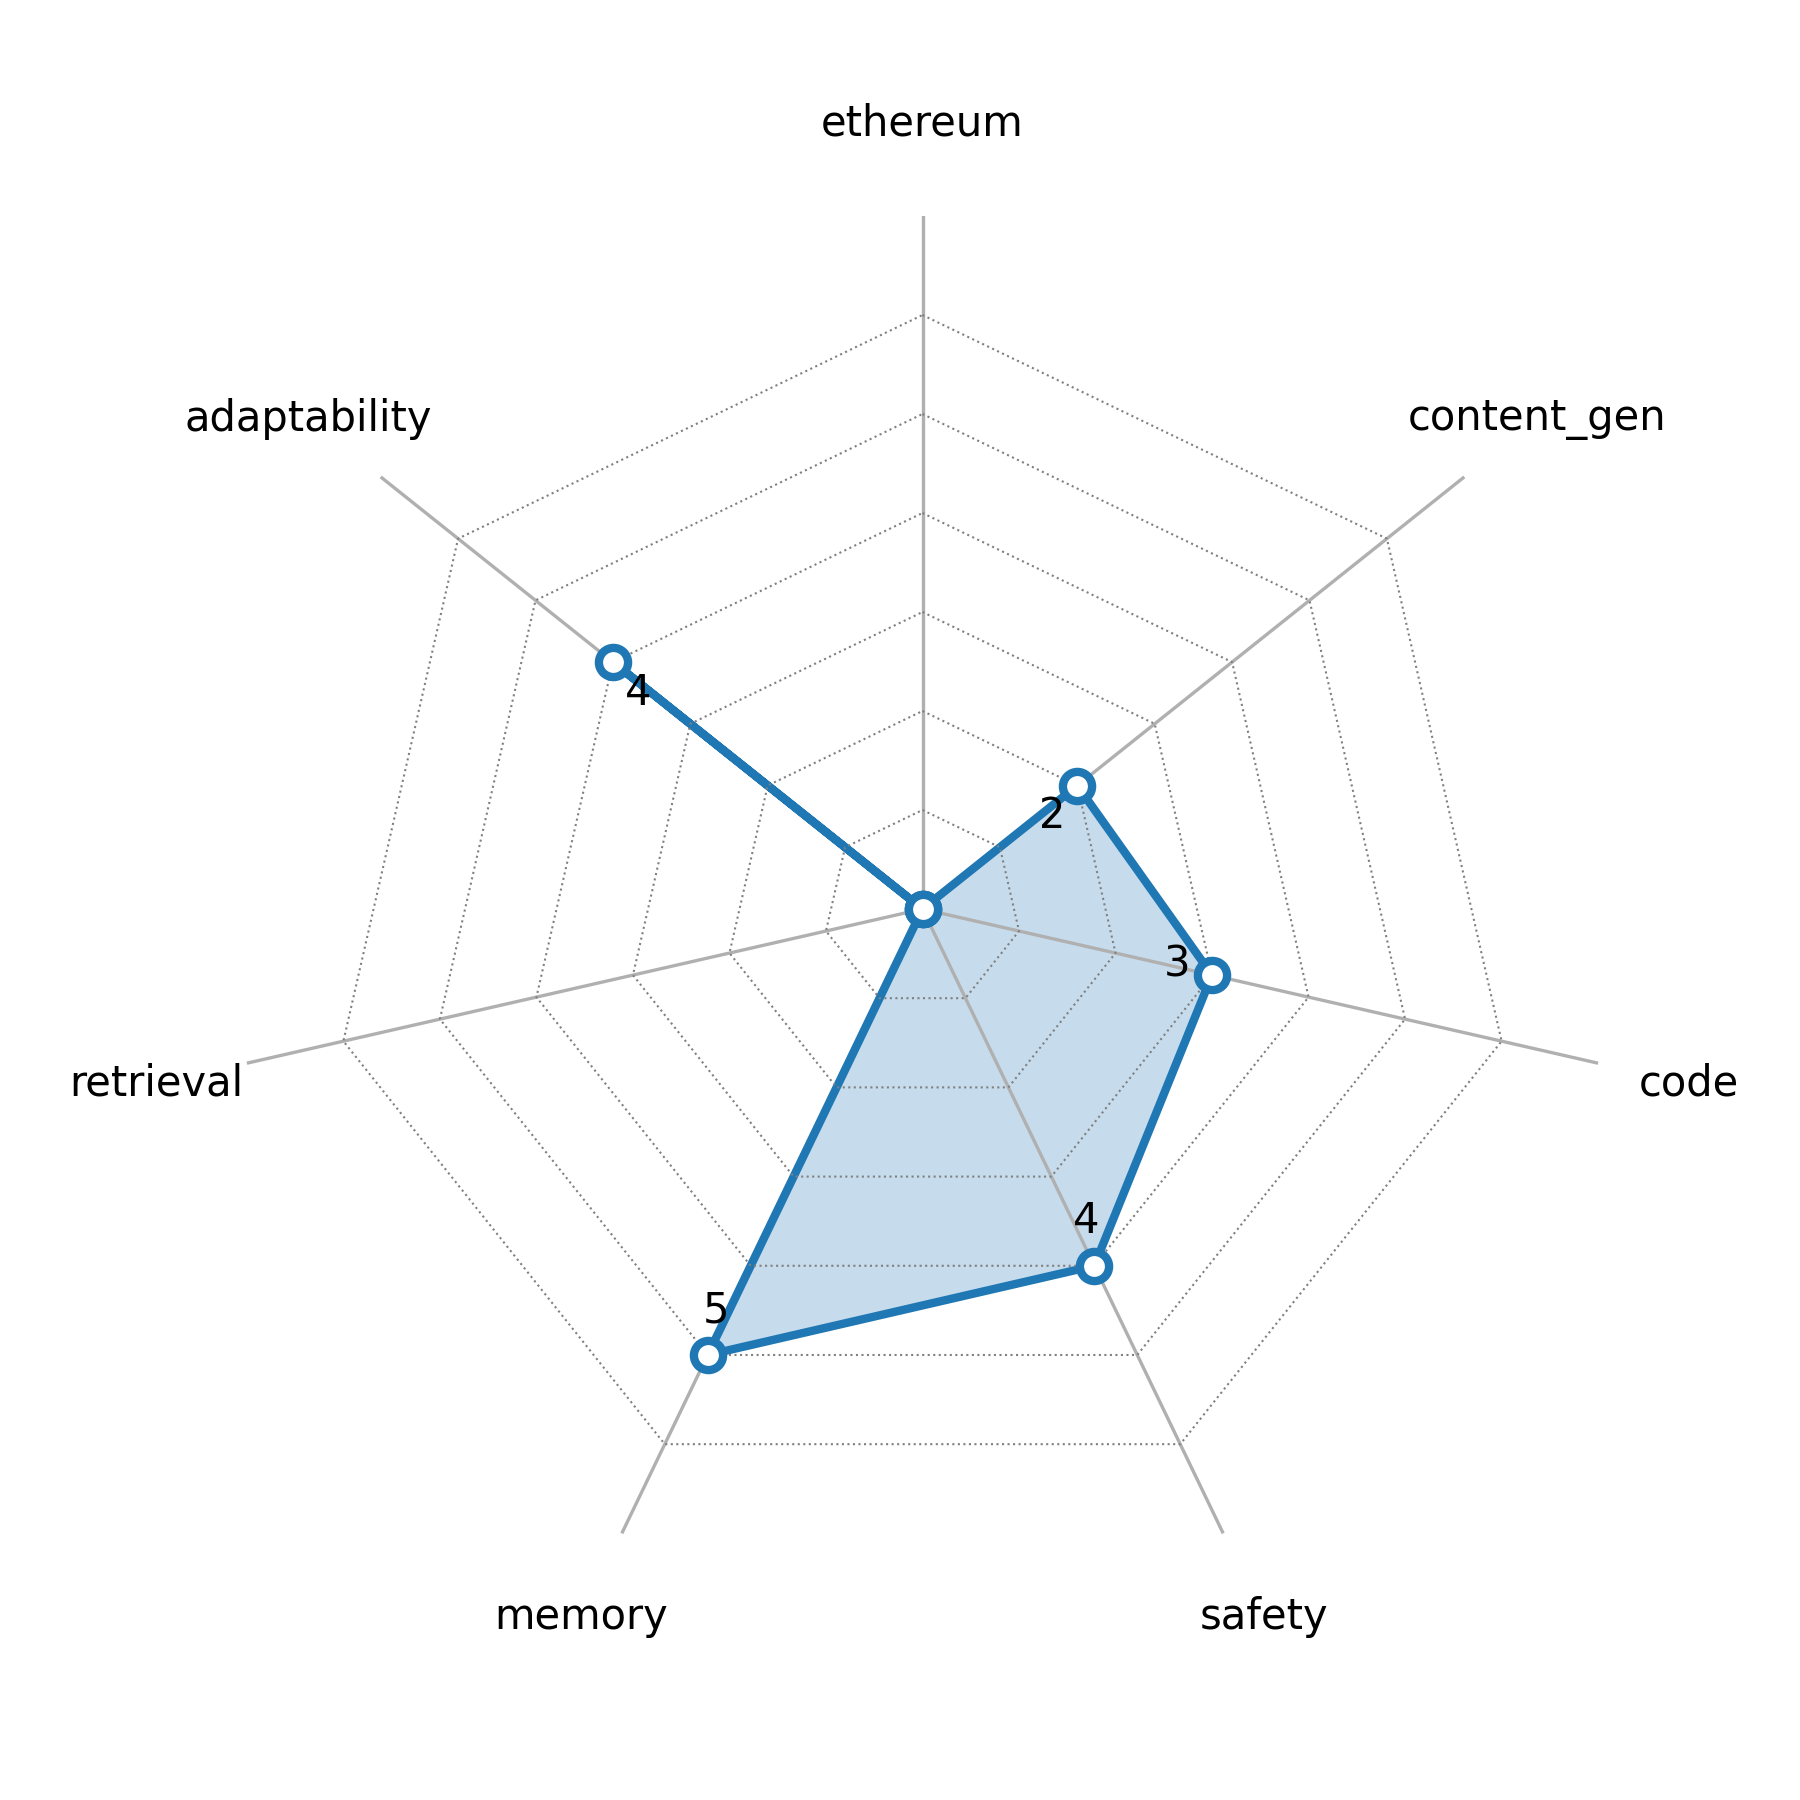 ethereum
adaptability
content_gen
4
2
3
retrieval
code
4
5
memory
safety